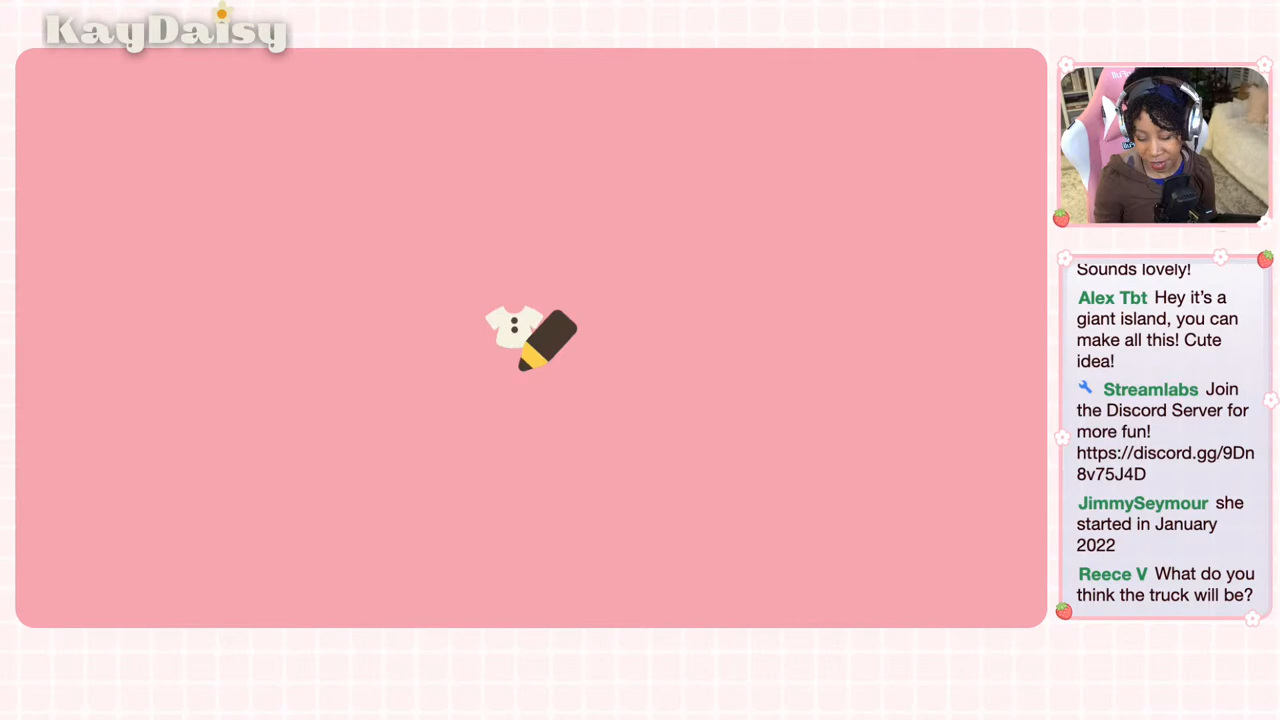 KayDaisy
Sounds lovely!
Alex Tbt Hey it's a
giant island, you can
make all this! Cute
idea!
Streamlabs Join
the Discord Server for
more fun!
https://discord.gg/9Dn
8v75J4D
JimmySeymour she
started in January
2022
Reece V What do you
think the truck will be?